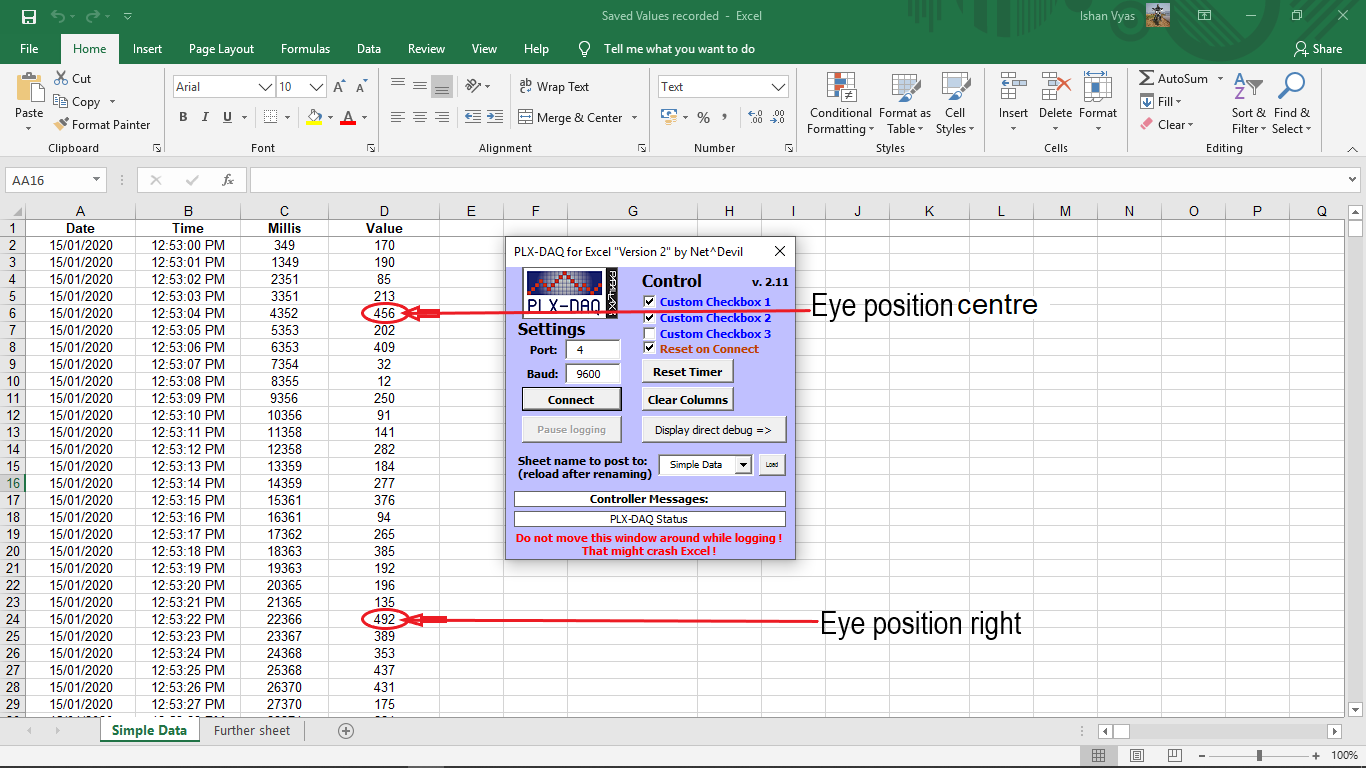 Saved Values recorded - Excel
Ishan Vyas
File Home Insert Page Layout Formulas Data Review View Help Tell me what you want to do Share
Paste
Cut
Copy
Format Painter
Clipboard
Arial 10 A A
B I U A
Font
ab Wrap Text
Merge & Center
Alignment
Text
% ,
Number
Conditional Formatting
Format as Table
Cell Styles
Styles
Insert Delete Format
Cells
AutoSum
Fill
Clear
Sort & Filter
Find & Select
Editing
AA16 fx
A B C D E F G H I J K L M N O P Q
1 Date Time Millis Value
2 15/01/2020 12:53:00 PM 349 170
3 15/01/2020 12:53:01 PM 1349 190
4 15/01/2020 12:53:02 PM 2351 85
5 15/01/2020 12:53:03 PM 3351 213
6 15/01/2020 12:53:04 PM 4352 456
7 15/01/2020 12:53:05 PM 5353 202
8 15/01/2020 12:53:06 PM 6353 409
9 15/01/2020 12:53:07 PM 7354 32
10 15/01/2020 12:53:08 PM 8355 12
11 15/01/2020 12:53:09 PM 9356 250
12 15/01/2020 12:53:10 PM 10356 91
13 15/01/2020 12:53:11 PM 11358 141
14 15/01/2020 12:53:12 PM 12358 282
15 15/01/2020 12:53:13 PM 13359 184
16 15/01/2020 12:53:14 PM 14359 277
17 15/01/2020 12:53:15 PM 15361 376
18 15/01/2020 12:53:16 PM 16361 94
19 15/01/2020 12:53:17 PM 17362 265
20 15/01/2020 12:53:18 PM 18363 385
21 15/01/2020 12:53:19 PM 19363 192
22 15/01/2020 12:53:20 PM 20365 196
23 15/01/2020 12:53:21 PM 21365 135
24 15/01/2020 12:53:22 PM 22366 492
25 15/01/2020 12:53:23 PM 23367 389
26 15/01/2020 12:53:24 PM 24368 353
27 15/01/2020 12:53:25 PM 25368 437
28 15/01/2020 12:53:26 PM 26370 431
29 15/01/2020 12:53:27 PM 27370 175
PLX-DAQ for Excel "Version 2" by Net^Devil
PLX-DAQ
PARALLAX
Control v. 2.11
Custom Checkbox 1
Custom Checkbox 2
Custom Checkbox 3
Reset on Connect
Settings
Port: 4
Baud: 9600
Reset Timer
Connect
Clear Columns
Pause logging
Display direct debug =>
Sheet name to post to:
(reload after renaming)
Simple Data
Load
Controller Messages:
PLX-DAQ Status
Do not move this window around while logging !
That might crash Excel !
Eye position centre
Eye position right
Simple Data Further sheet
100%